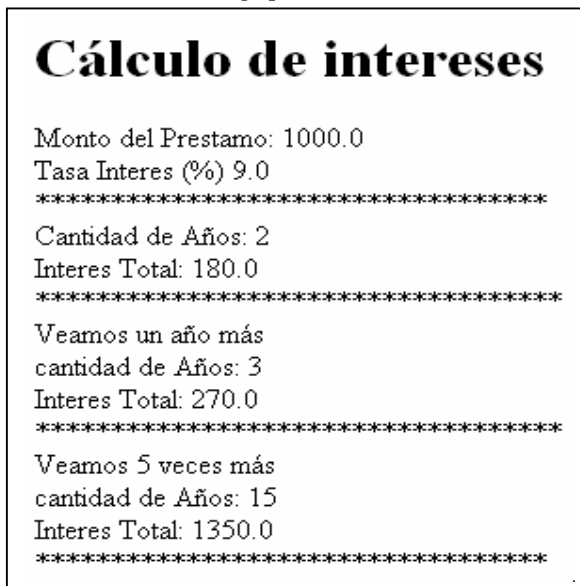 Cálculo de intereses
Monto del Prestamo: 1000.0
Tasa Interes (%) 9.0
**********************************
Cantidad de Años: 2
Interes Total: 180.0
***********************************
Veamos un año más
cantidad de Años: 3
Interes Total: 270.0
***********************************
Veamos 5 veces más
cantidad de Años: 15
Interes Total: 1350.0
**********************************